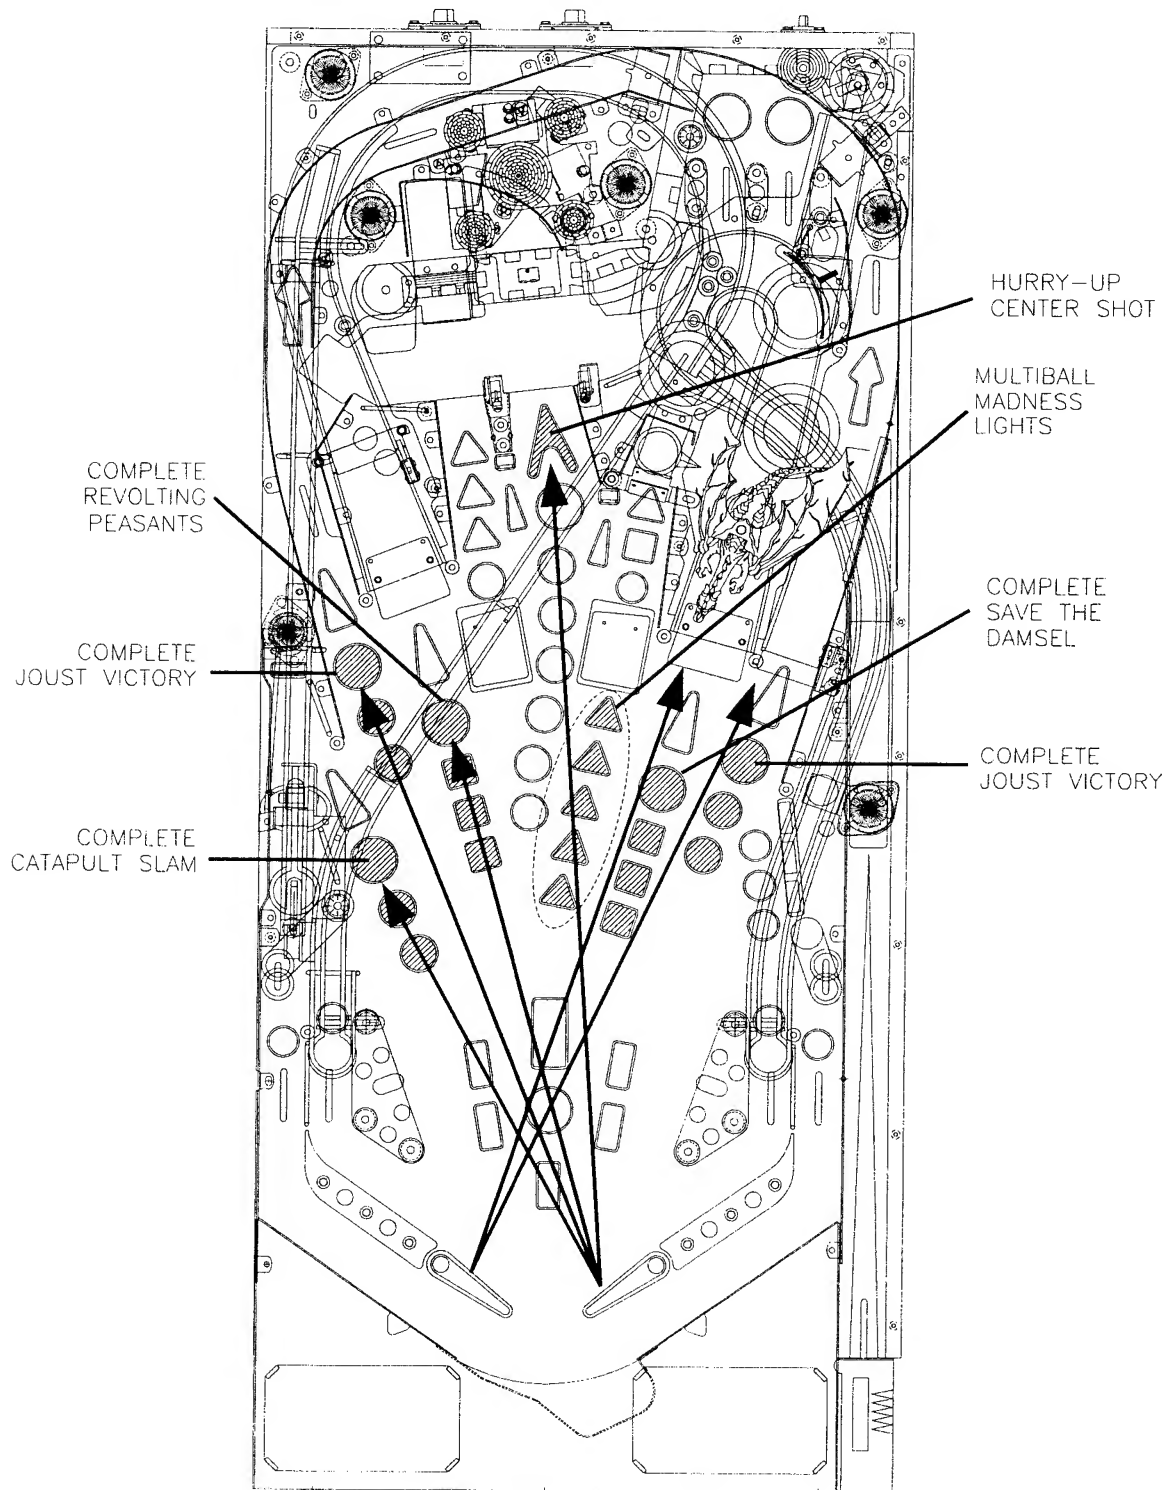 HURRY-UP
CENTER SHOT
MULTIBALL
MADNESS
LIGHTS
COMPLETE
REVOLTING
PEASANTS
COMPLETE
SAVE THE
DAMSEL
COMPLETE
JOUST VICTORY
COMPLETE
JOUST VICTORY
COMPLETE
CATAPULT SLAM